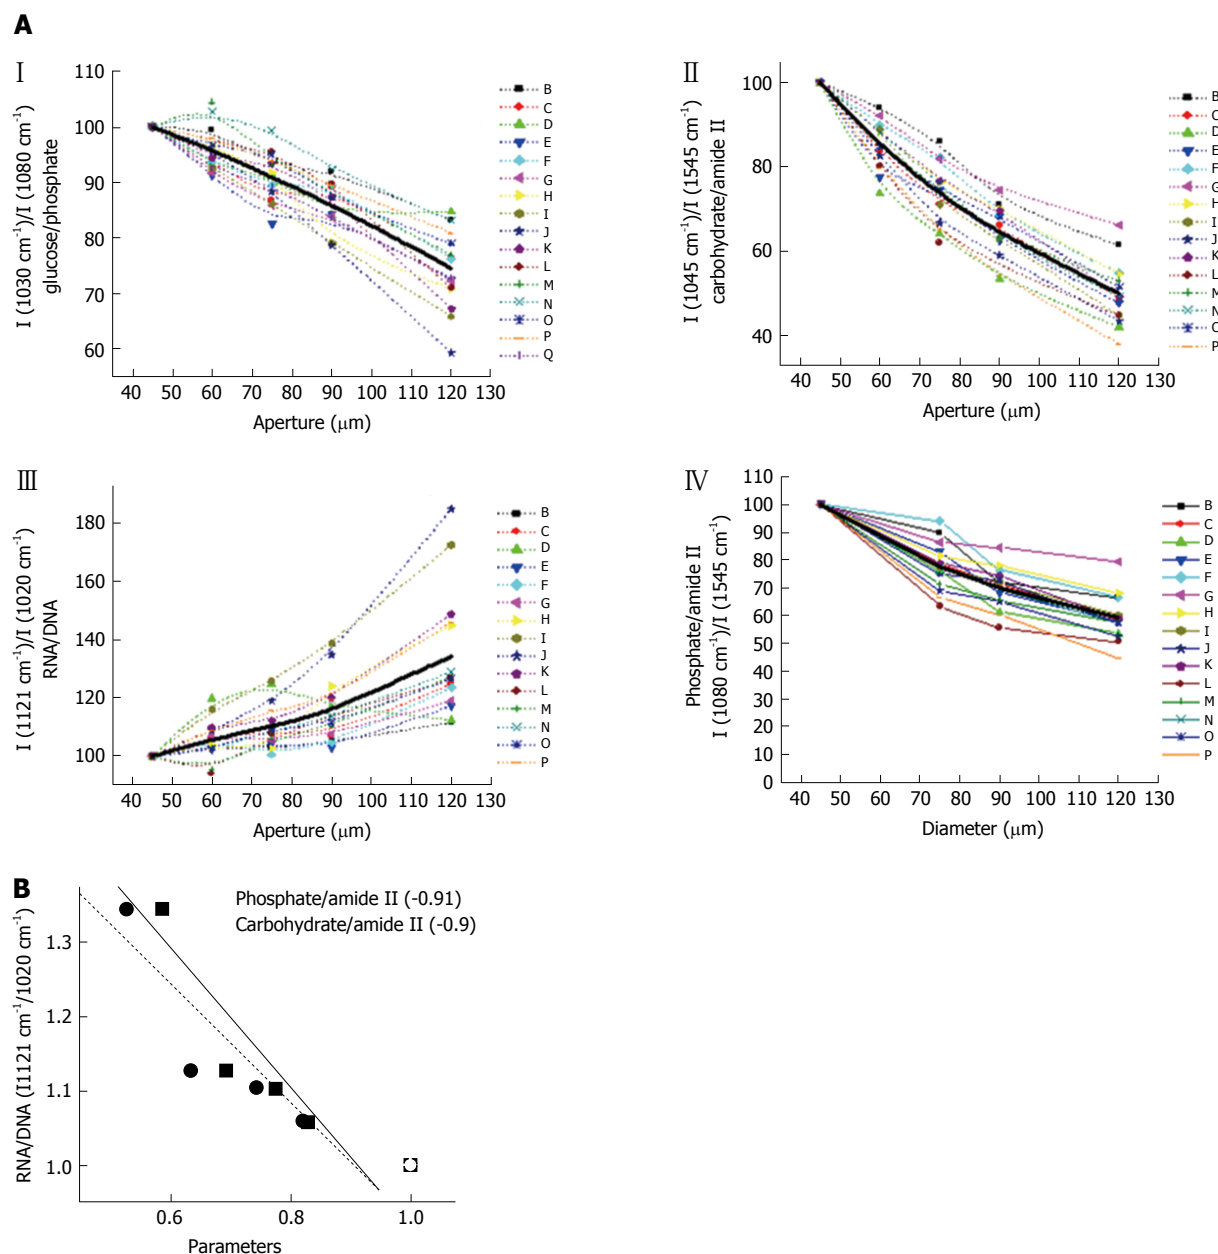 A
I
I (1030 cm⁻¹)/I (1080 cm⁻¹)
glucose/phosphate
110
100
90
80
70
60
40 50 60 70 80 90 100 110 120 130
Aperture (μm)
B
C
D
E
F
G
H
I
J
K
L
M
N
O
P
Q
II
I (1045 cm⁻¹)/I (1545 cm⁻¹)
carbohydrate/amide II
100
80
60
40
40 50 60 70 80 90 100 110 120 130
Aperture (μm)
B
C
D
E
F
G
H
I
J
K
L
M
N
O
P
III
I (1121 cm⁻¹)/I (1020 cm⁻¹)
RNA/DNA
180
160
140
120
100
40 50 60 70 80 90 100 110 120 130
Aperture (μm)
B
C
D
E
F
G
H
I
J
K
L
M
N
O
P
IV
Phosphate/amide II
I (1080 cm⁻¹)/I (1545 cm⁻¹)
110
100
90
80
70
60
50
40
30
20
10
0
40 50 60 70 80 90 100 110 120 130
Diameter (μm)
B
C
D
E
F
G
H
I
J
K
L
M
N
O
P
B
RNA/DNA (I1121 cm⁻¹/1020 cm⁻¹)
Phosphate/amide II (-0.91)
Carbohydrate/amide II (-0.9)
1.3
1.2
1.1
1.0
0.6 0.8 1.0
Parameters